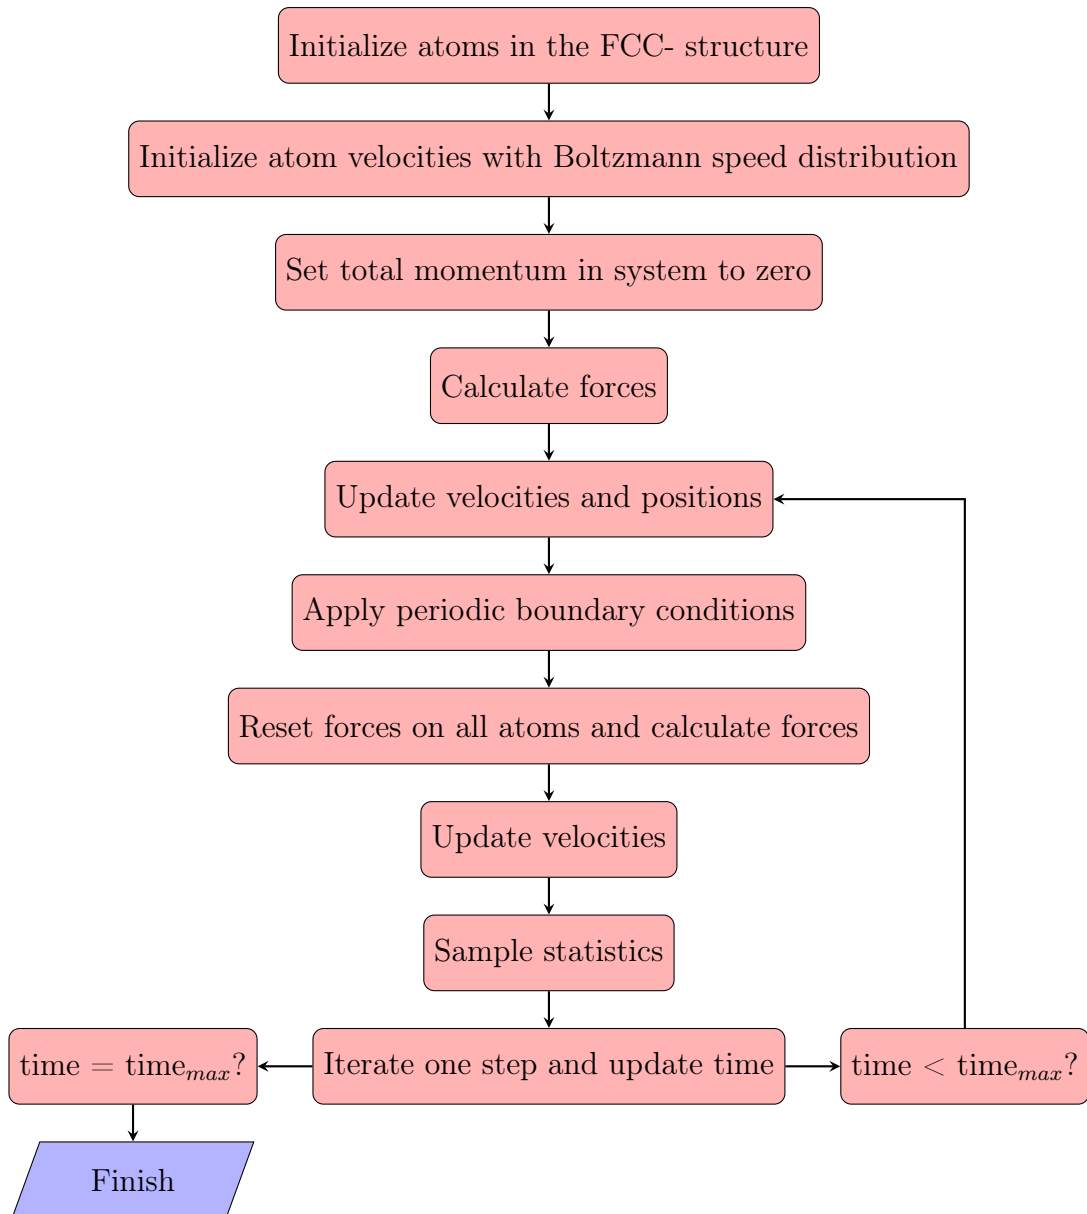 Initialize atoms in the FCC- structure
Initialize atom velocities with Boltzmann speed distribution
Set total momentum in system to zero
Calculate forces
Update velocities and positions
Apply periodic boundary conditions
Reset forces on all atoms and calculate forces
Update velocities
Sample statistics
time = time_max?
Iterate one step and update time
time < time_max?
Finish